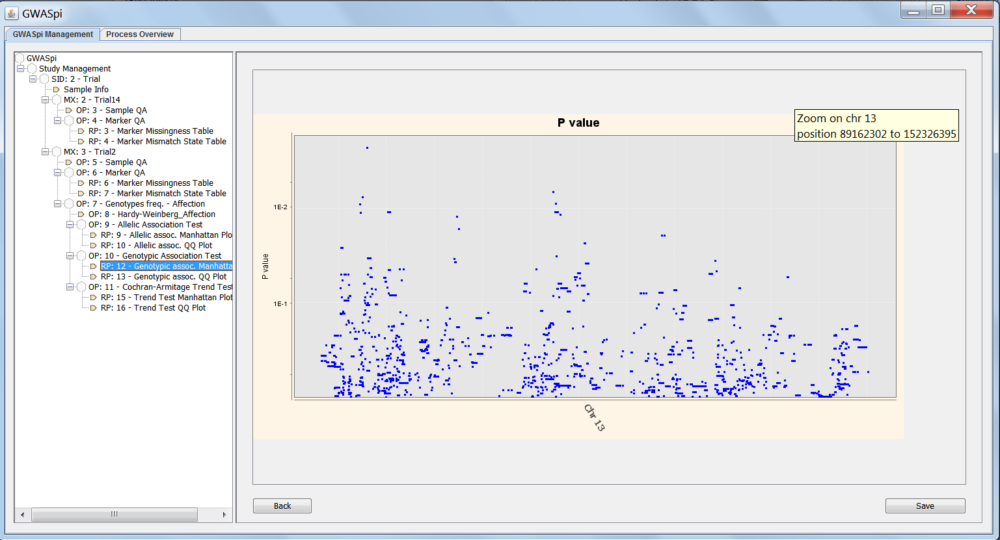 GWASpi
GWASpi Management
Process Overview
GWASpi
Study Management
SID: 2 - Trial
Sample Info
MX: 2 - Trial14
OP: 3 - Sample QA
OP: 4 - Marker QA
RP: 3 - Marker Missingness Table
RP: 4 - Marker Mismatch State Table
MX: 3 - Trial2
OP: 5 - Sample QA
OP: 6 - Marker QA
RP: 6 - Marker Missingness Table
RP: 7 - Marker Mismatch State Table
OP: 7 - Genotypes freq. - Affection
OP: 8 - Hardy-Weinberg_Affection
OP: 9 - Allelic Association Test
RP: 9 - Allelic assoc. Manhattan Plo
RP: 10 - Allelic assoc. QQ Plot
OP: 10 - Genotypic Association Test
RP: 12 - Genotypic assoc. Manhatta
RP: 13 - Genotypic assoc. QQ Plot
OP: 11 - Cochran-Armitage Trend Test
RP: 15 - Trend Test Manhattan Plot
RP: 16 - Trend Test QQ Plot
P value
Zoom on chr 13
position 89162302 to 152326395
1E-2
P value
1E-1
Chr 13
Back
Save